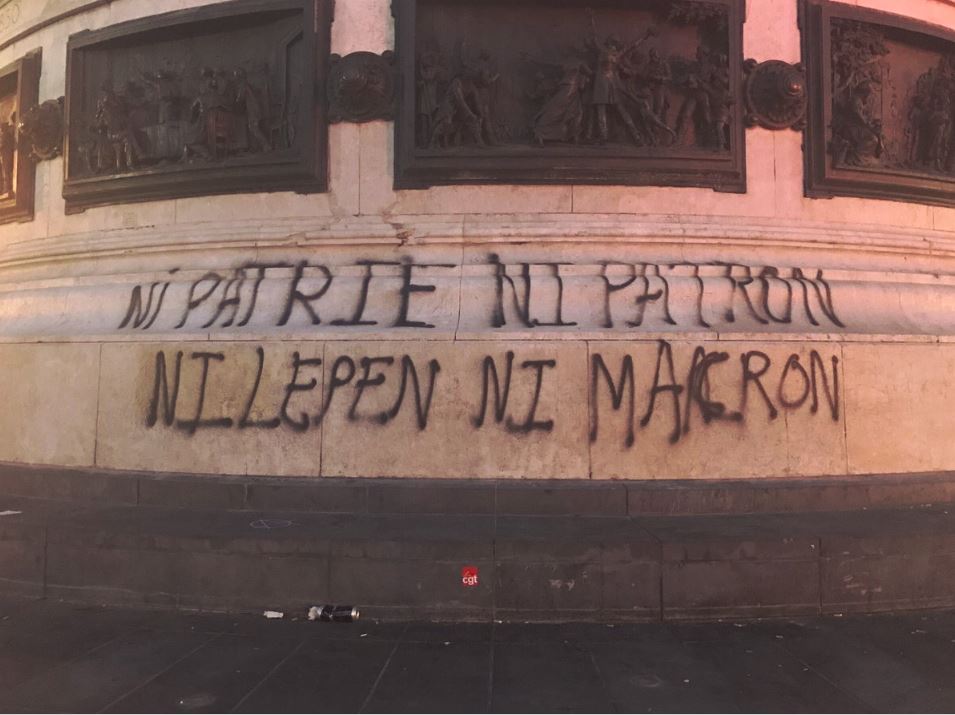 NI PATRIE NI PATRON
NI LEPEN NI MACRON
cgt